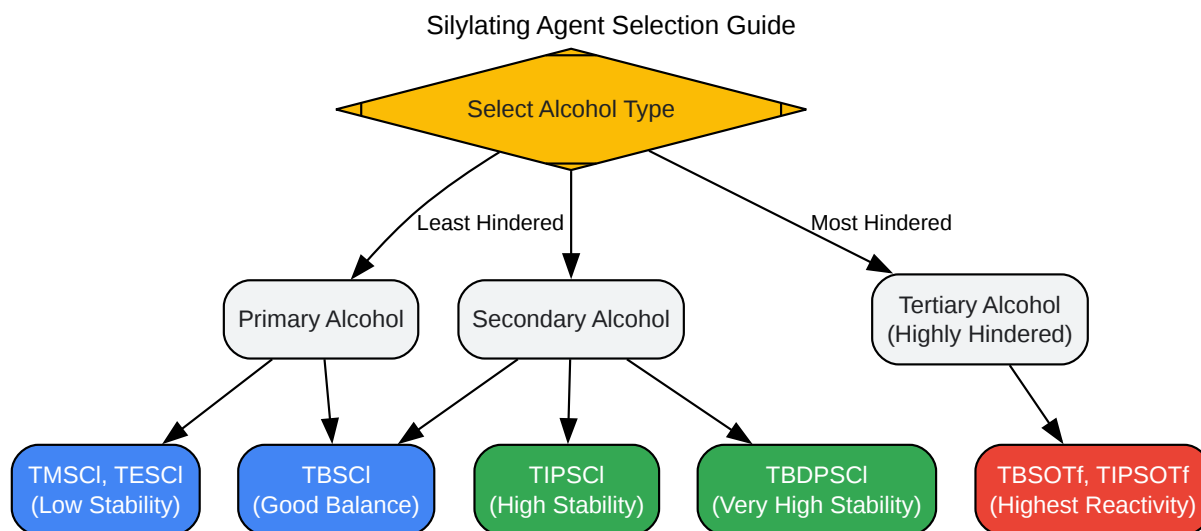 Silylating Agent Selection Guide
Select Alcohol Type
Least Hindered
Most Hindered
Primary Alcohol
Secondary Alcohol
Tertiary Alcohol
(Highly Hindered)
TMSCl, TESCl
(Low Stability)
TBSCl
(Good Balance)
TIPSCl
(High Stability)
TBDPSCl
(Very High Stability)
TBSOTf, TIPSOTf
(Highest Reactivity)